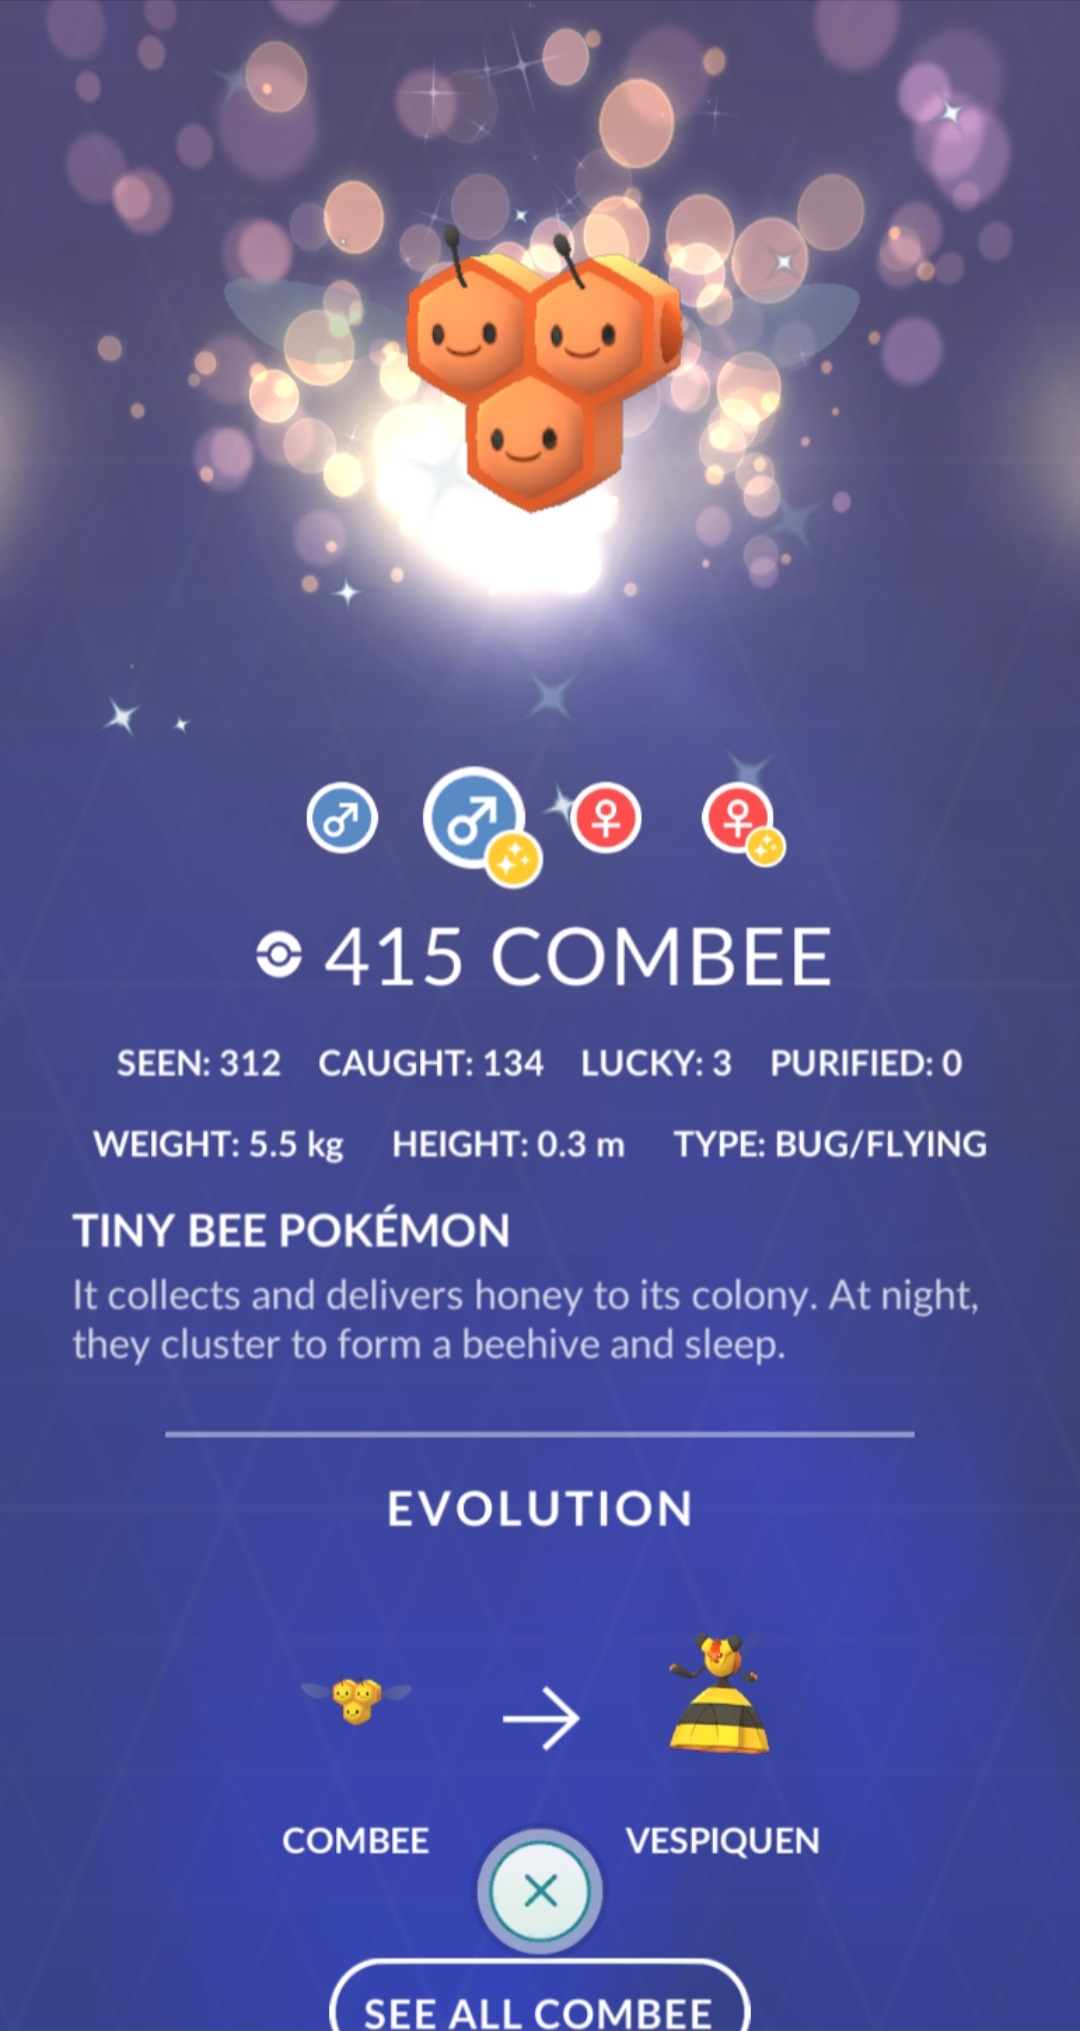 415 COMBEE
SEEN: 312 CAUGHT: 134 LUCKY: 3 PURIFIED: 0
WEIGHT: 5.5 kg HEIGHT: 0.3 m TYPE: BUG/FLYING
TINY BEE POKÉMON
It collects and delivers honey to its colony. At night,
they cluster to form a beehive and sleep.
EVOLUTION
COMBEE VESPIQUEN
SEE ALL COMBEE